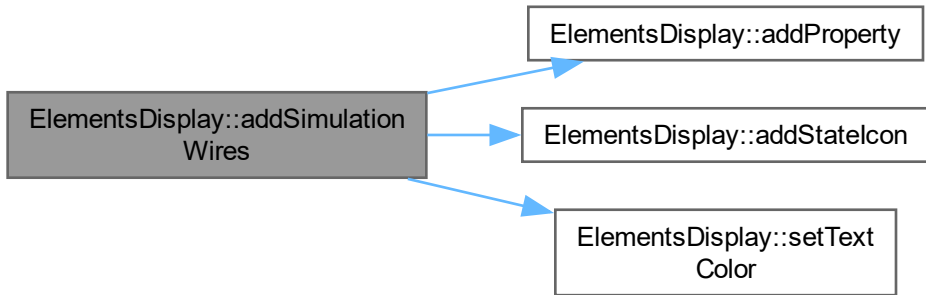 ElementsDisplay::addProperty
ElementsDisplay::addSimulation
Wires
ElementsDisplay::addStateIcon
ElementsDisplay::setText
Color